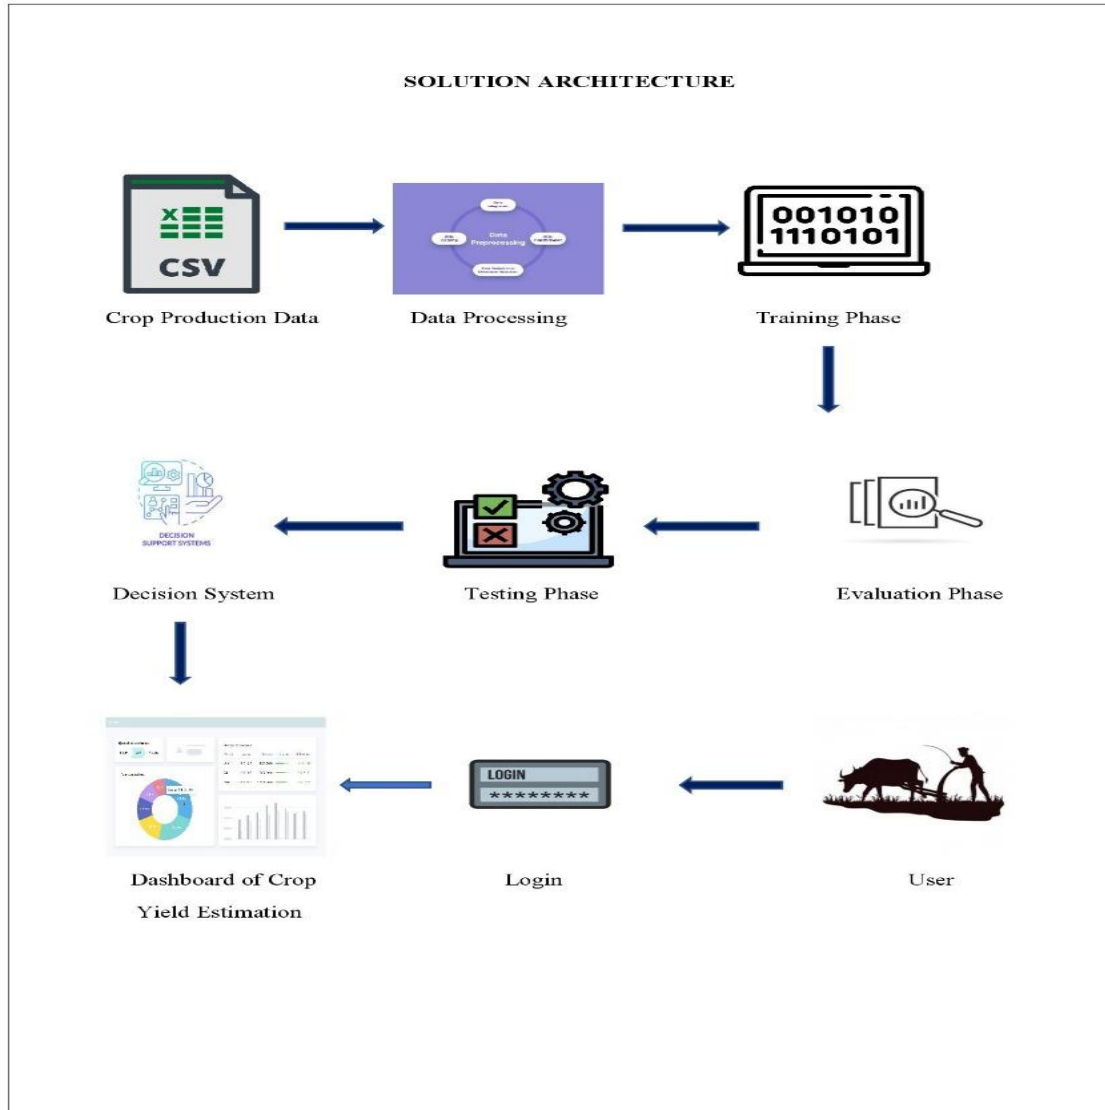 SOLUTION ARCHITECTURE
X
CSV
Data
Preprocessing
001010
1110101
Crop Production Data
Data Processing
Training Phase
DECISION
SUPPORT SYSTEMS
Decision System
Testing Phase
Evaluation Phase
LOGIN
********
Dashboard of Crop
Yield Estimation
Login
User